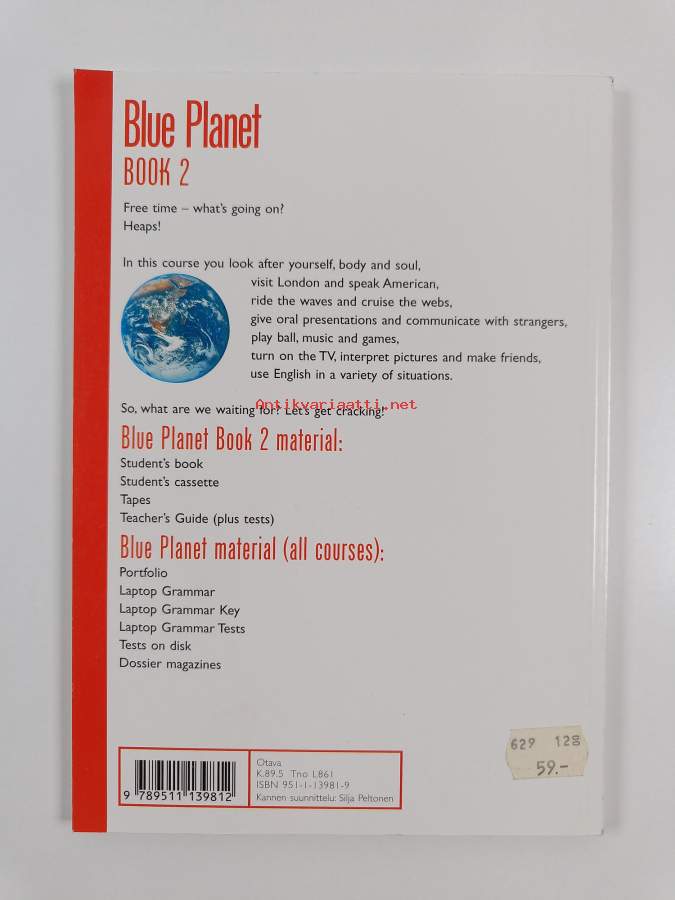 Blue Planet
BOOK 2
Free time – what's going on?
Heaps!
In this course you look after yourself, body and soul,
visit London and speak American,
ride the waves and cruise the webs,
give oral presentations and communicate with strangers,
play ball, music and games,
turn on the TV, interpret pictures and make friends,
use English in a variety of situations.
So, what are we waiting for? Let's get cracking!
Antikvariaatti.net
Blue Planet Book 2 material:
Student's book
Student's cassette
Tapes
Teacher's Guide (plus tests)
Blue Planet material (all courses):
Portfolio
Laptop Grammar
Laptop Grammar Key
Laptop Grammar Tests
Tests on disk
Dossier magazines
629 12
59.-
Otava
K.89.5 Tno L861
ISBN 951-1-13981-9
Kannen suunnittelu: Silja Peltonen
9 789511 139812